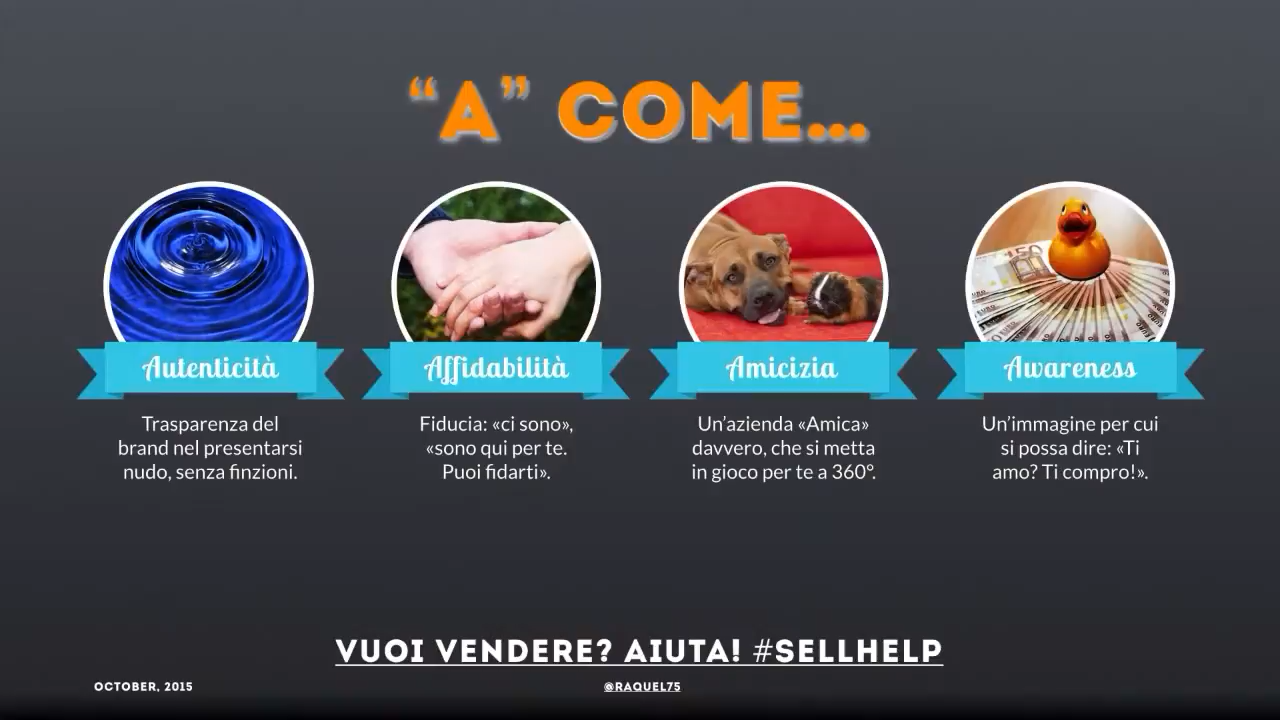 “A” COME...
Autenticità
Trasparenza del
brand nel presentarsi
nudo, senza finzioni.
Affidabilità
Fiducia: «ci sono»,
«sono qui per te.
Puoi fidarti».
Amicizia
Un’azienda «Amica»
davvero, che si metta
in gioco per te a 360°.
Awareness
Un’immagine per cui
si possa dire: «Ti
amo? Ti compro!».
VUOI VENDERE? AIUTA! #SELLHELP
OCTOBER, 2015
@RAQUEL75